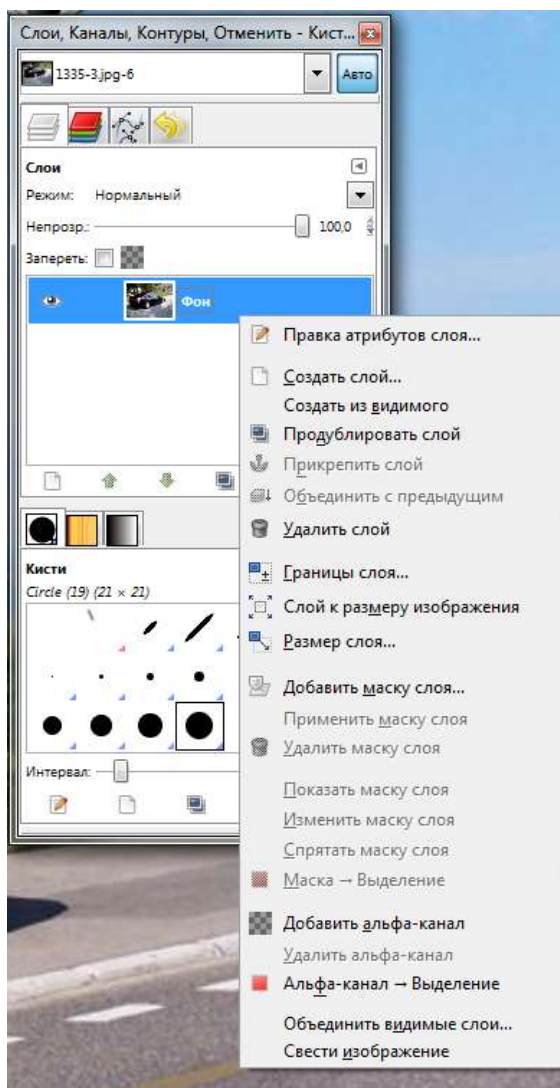 Слои, Каналы, Контуры, Отменить - Кист...
1335-3.jpg-6
Авто
Слои
Режим: Нормальный
Непрозр.: 100,0
Запереть:
Фон
Правка атрибутов слоя...
Создать слой...
Создать из видимого
Продублировать слой
Прикрепить слой
Объединить с предыдущим
Удалить слой
Границы слоя...
Слой к размеру изображения
Размер слоя...
Добавить маску слоя...
Применить маску слоя
Удалить маску слоя
Показать маску слоя
Изменить маску слоя
Спрятать маску слоя
Маска → Выделение
Добавить альфа-канал
Удалить альфа-канал
Альфа-канал → Выделение
Объединить видимые слои...
Свести изображение
Кисти
Circle (19) (21 × 21)
Интервал: